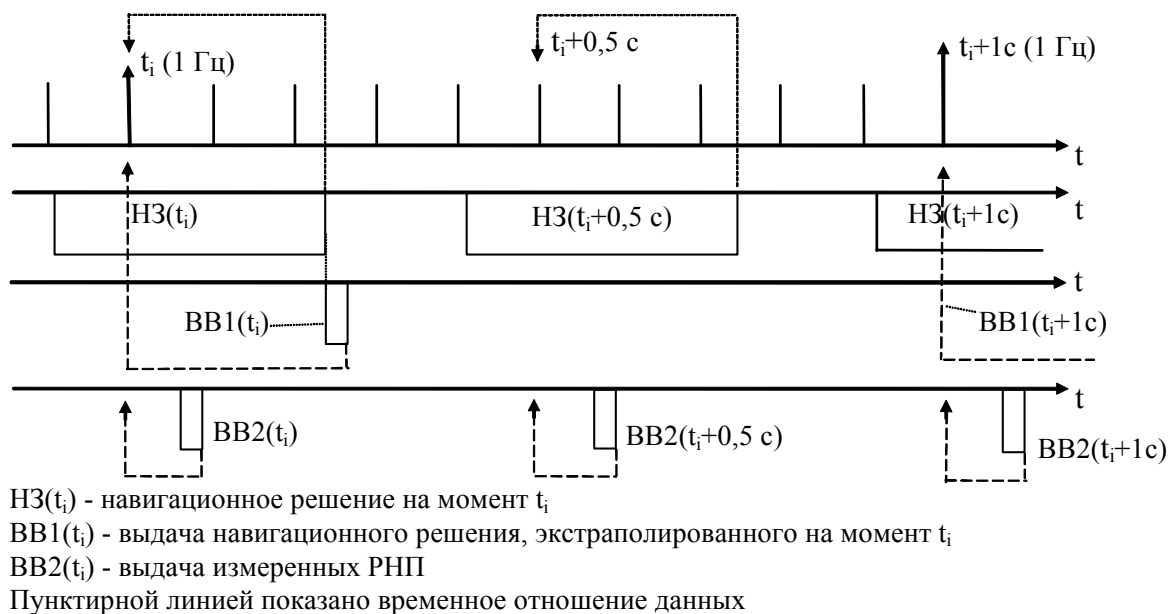 tᵢ (1 Гц)
tᵢ+0,5 с
tᵢ+1с (1 Гц)
t
НЗ(tᵢ)
НЗ(tᵢ+0,5 с)
НЗ(tᵢ+1с)
t
t
ВВ1(tᵢ)
ВВ1(tᵢ+1с)
t
ВВ2(tᵢ)
ВВ2(tᵢ+0,5 с)
ВВ2(tᵢ+1с)
НЗ(tᵢ) - навигационное решение на момент tᵢ
ВВ1(tᵢ) - выдача навигационного решения, экстраполированного на момент tᵢ
ВВ2(tᵢ) - выдача измеренных РНП
Пунктирной линией показано временное отношение данных